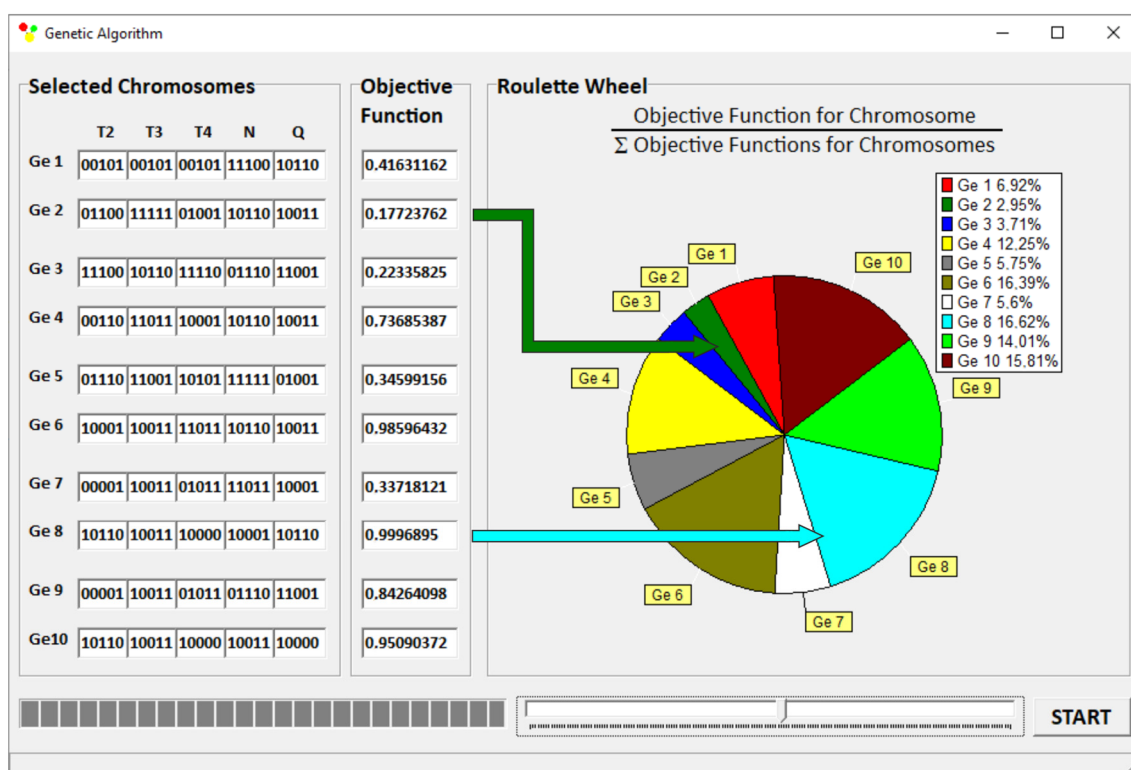 Genetic Algorithm
Selected Chromosomes
T2 T3 T4 N Q
Ge 1 00101 00101 00101 11100 10110
Ge 2 01100 11111 01001 10110 10011
Ge 3 11100 10110 11110 01110 11001
Ge 4 00110 11011 10001 10110 10011
Ge 5 01110 11001 10101 11111 01001
Ge 6 10001 10011 11011 10110 10011
Ge 7 00001 10011 01011 11011 10001
Ge 8 10110 10011 10000 10001 10110
Ge 9 00001 10011 01011 01110 11001
Ge10 10110 10011 10000 10011 10000
Objective
Function
0.41631162
0.17723762
0.22335825
0.73685387
0.34599156
0.98596432
0.33718121
0.9996895
0.84264098
0.95090372
Roulette Wheel
Objective Function for Chromosome
Σ Objective Functions for Chromosomes
Ge 1 6.92%
Ge 2 2.95%
Ge 3 3.71%
Ge 4 12.25%
Ge 5 5.75%
Ge 6 16.39%
Ge 7 5.6%
Ge 8 16.62%
Ge 9 14.01%
Ge 10 15.81%
Ge 1
Ge 10
Ge 2
Ge 3
Ge 4
Ge 9
Ge 5
Ge 8
Ge 6
Ge 7
START